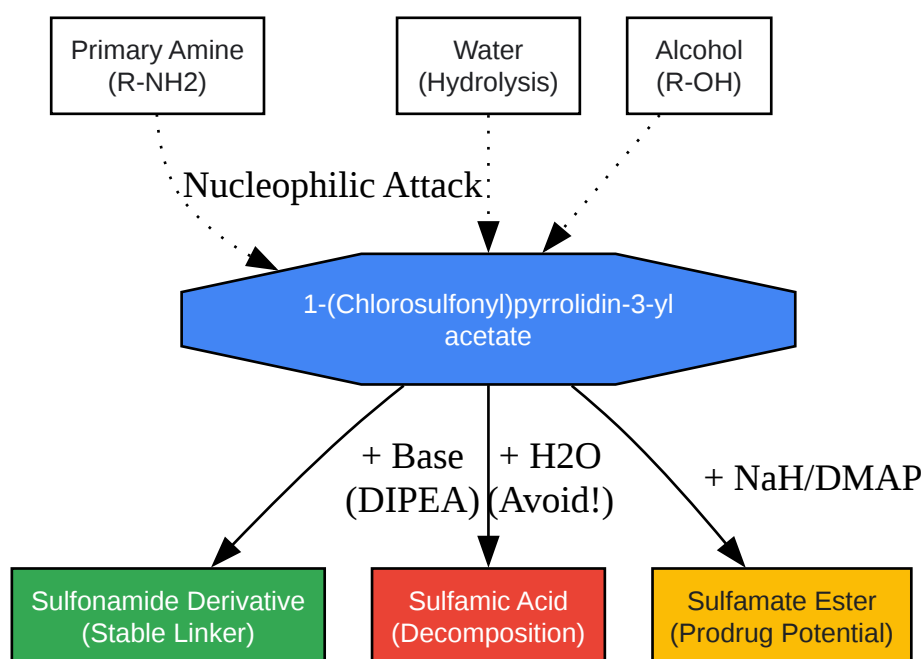 Primary Amine
(R-NH2)
Water
(Hydrolysis)
Alcohol
(R-OH)
Nucleophilic Attack
1-(Chlorosulfonyl)pyrrolidin-3-yl
acetate
+ Base
(DIPEA)
+ H2O
(Avoid!)
+ NaH/DMAP
Sulfonamide Derivative
(Stable Linker)
Sulfamic Acid
(Decomposition)
Sulfamate Ester
(Prodrug Potential)